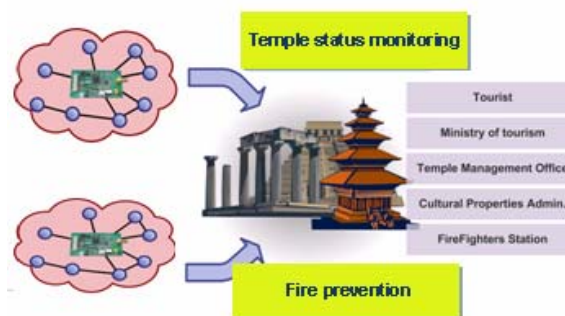 Temple status monitoring
Tourist
Ministry of tourism
Temple Management Office
Cultural Properties Admin.
FireFighters Station
Fire prevention